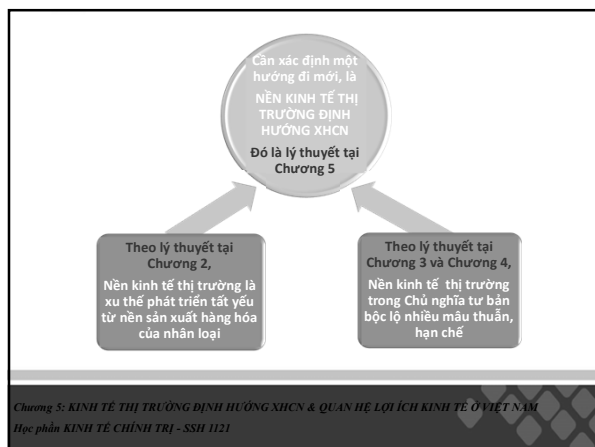 Cần xác định một
hướng đi mới, là
NỀN KINH TẾ THỊ
TRƯỜNG ĐỊNH
HƯỚNG XHCN
Đó là lý thuyết tại
Chương 5
Theo lý thuyết tại
Chương 2,
Nền kinh tế thị trường là
xu thế phát triển tất yếu
từ nền sản xuất hàng hóa
của nhân loại
Theo lý thuyết tại
Chương 3 và Chương 4,
Nền kinh tế thị trường
trong Chủ nghĩa tư bản
bộc lộ nhiều mâu thuẫn,
hạn chế
Chương 5: KINH TẾ THỊ TRƯỜNG ĐỊNH HƯỚNG XHCN & QUAN HỆ LỢI ÍCH KINH TẾ Ở VIỆT NAM
Học phần KINH TẾ CHÍNH TRỊ - SSH 1121